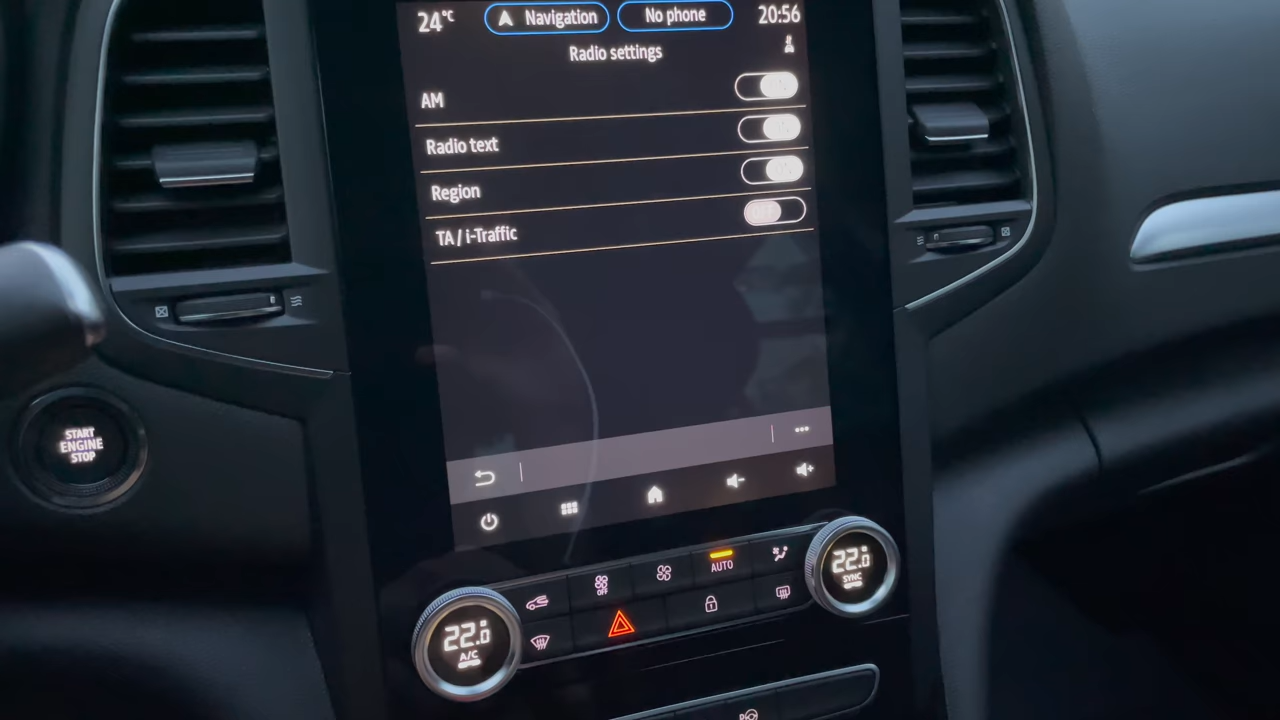 24°C
Navigation
No phone
20:56
Radio settings
AM
Radio text
Region
TA / i-Traffic
START
ENGINE
STOP
AUTO
OFF
22.0
SYNC
22.0
A/C